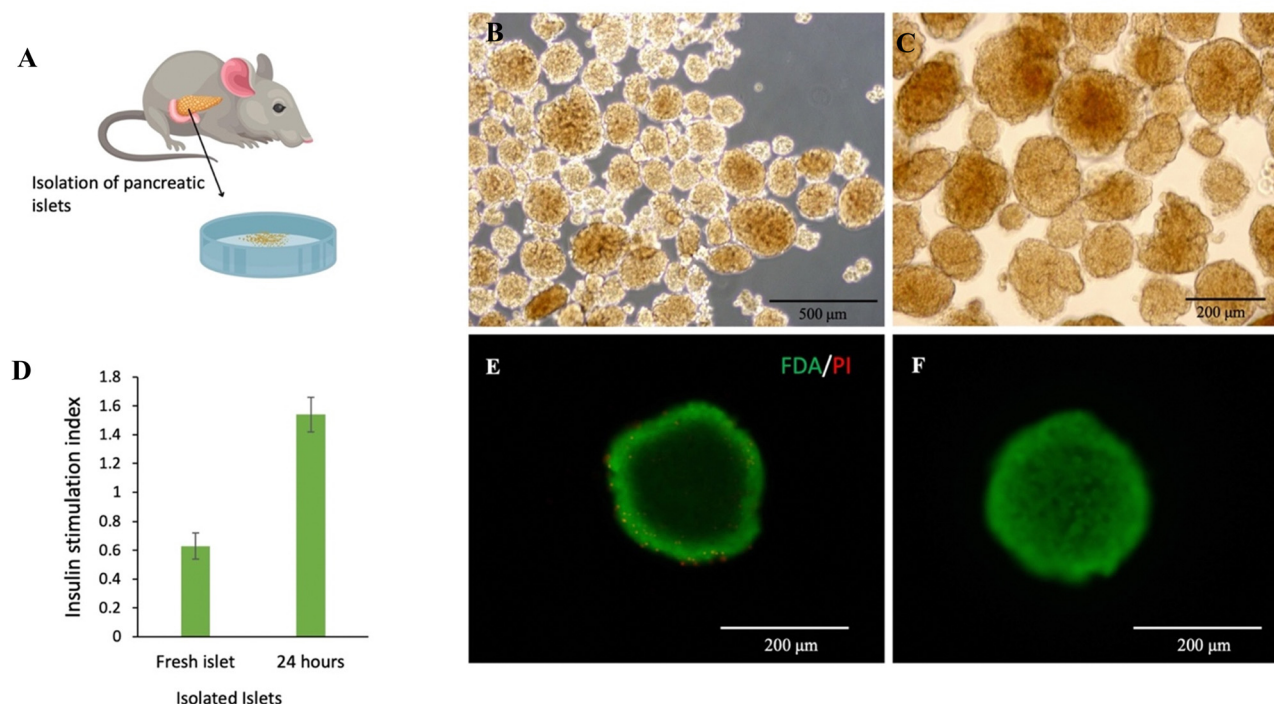 A
Isolation of pancreatic
islets
B
500 µm
C
200 µm
D
Insulin stimulation index
1.8
1.6
1.4
1.2
1
0.8
0.6
0.4
0.2
0
Fresh islet
24 hours
Isolated Islets
E
FDA/PI
200 µm
F
200 µm